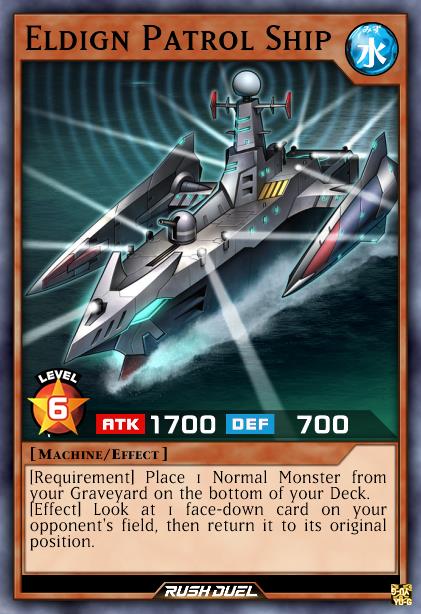 ELDIGN PATROL SHIP
みず
水
LEVEL
6
ATK 1700 DEF 700
[MACHINE/EFFECT]
[Requirement] Place 1 Normal Monster from
your Graveyard on the bottom of your Deck.
[Effect] Look at 1 face-down card on your
opponent's field, then return it to its original
position.
RUSH DUEL